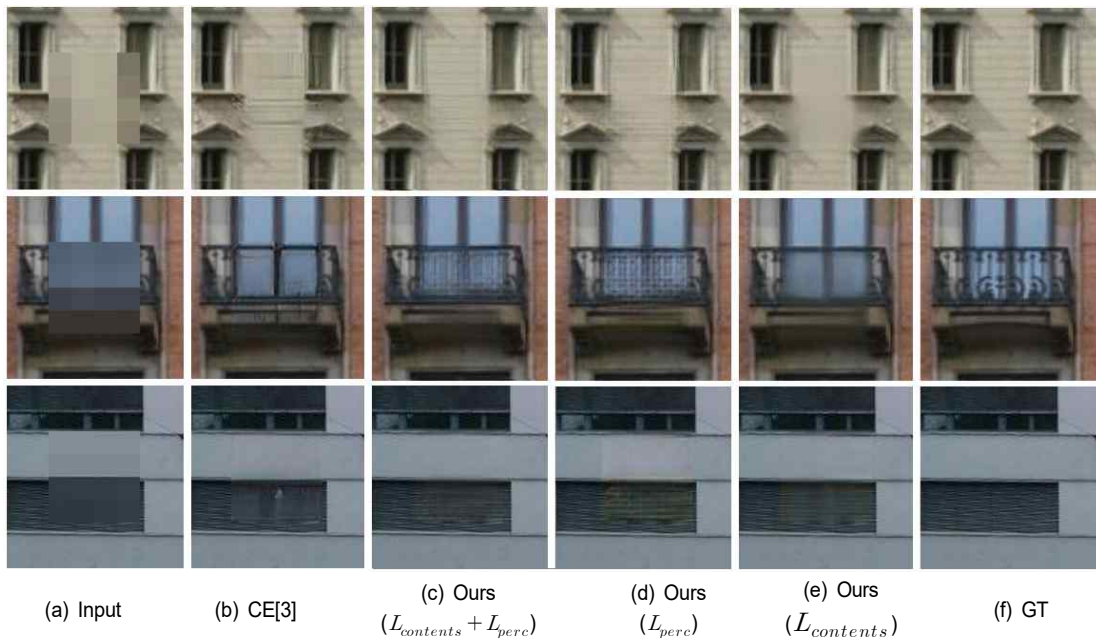 (a) Input (b) CE[3] (c) Ours (d) Ours (e) Ours (f) GT
(L_contents + L_perc) (L_perc) (L_contents)